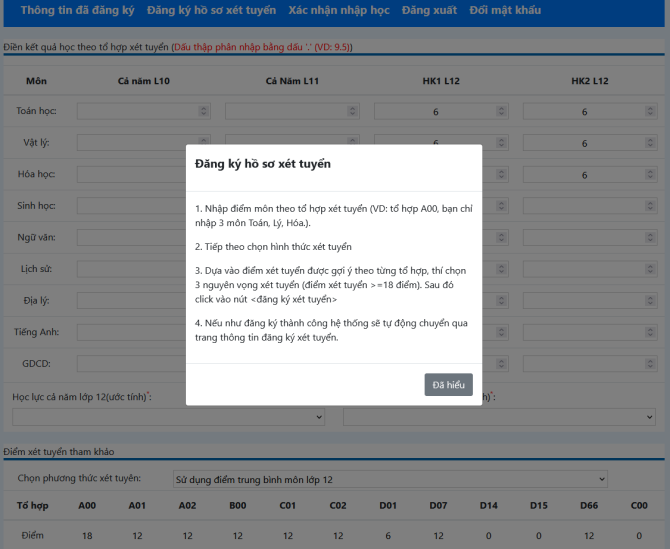 Thông tin đã đăng ký Đăng ký hồ sơ xét tuyển Xác nhận nhập học Đăng xuất Đổi mật khẩu
Điền kết quả học theo tổ hợp xét tuyển (Dấu thập phân nhập bằng dấu '.' (VD: 9.5))
Môn Cả năm L10 Cả Năm L11 HK1 L12 HK2 L12
Toán học: 6 6
Vật lý: 6 6
Hóa học: 6
Sinh học:
Ngữ văn:
Lịch sử:
Địa lý:
Tiếng Anh:
GDCD:
Đăng ký hồ sơ xét tuyển
1. Nhập điểm môn theo tổ hợp xét tuyển (VD: tổ hợp A00, bạn chỉ
nhập 3 môn Toán, Lý, Hóa.).
2. Tiếp theo chọn hình thức xét tuyển
3. Dựa vào điểm xét tuyển được gợi ý theo từng tổ hợp, thí chọn
3 nguyên vọng xét tuyển (điểm xét tuyển >=18 điểm). Sau đó
click vào nút <đăng ký xét tuyển>
4. Nếu như đăng ký thành công hệ thống sẽ tự động chuyển qua
trang thông tin đăng ký xét tuyển.
Đã hiểu
Học lực cả năm lớp 12(ước tính)*:
Điểm xét tuyển tham khảo
Chọn phương thức xét tuyên: Sử dụng điểm trung bình môn lớp 12
Tổ hợp A00 A01 A02 B00 C01 C02 D01 D07 D14 D15 D66 C00
Điểm 18 12 12 12 12 12 6 12 0 0 12 0